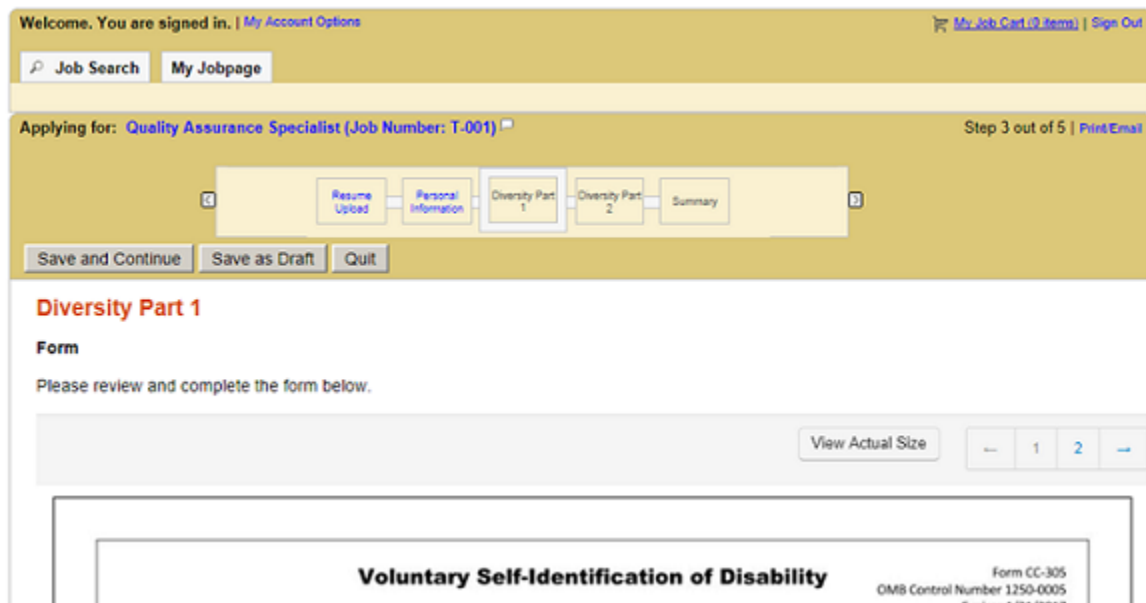 Welcome. You are signed in. | My Account Options
My Job Cart (0 items) | Sign Out
Job Search
My Jobpage
Applying for: Quality Assurance Specialist (Job Number: T-001)
Step 3 out of 5 | Print/Email
Resume Upload
Personal Information
Diversity Part 1
Diversity Part 2
Summary
Save and Continue
Save as Draft
Quit
Diversity Part 1
Form
Please review and complete the form below.
View Actual Size
← 1 2 →
Voluntary Self-Identification of Disability
Form CC-305
OMB Control Number 1250-0005